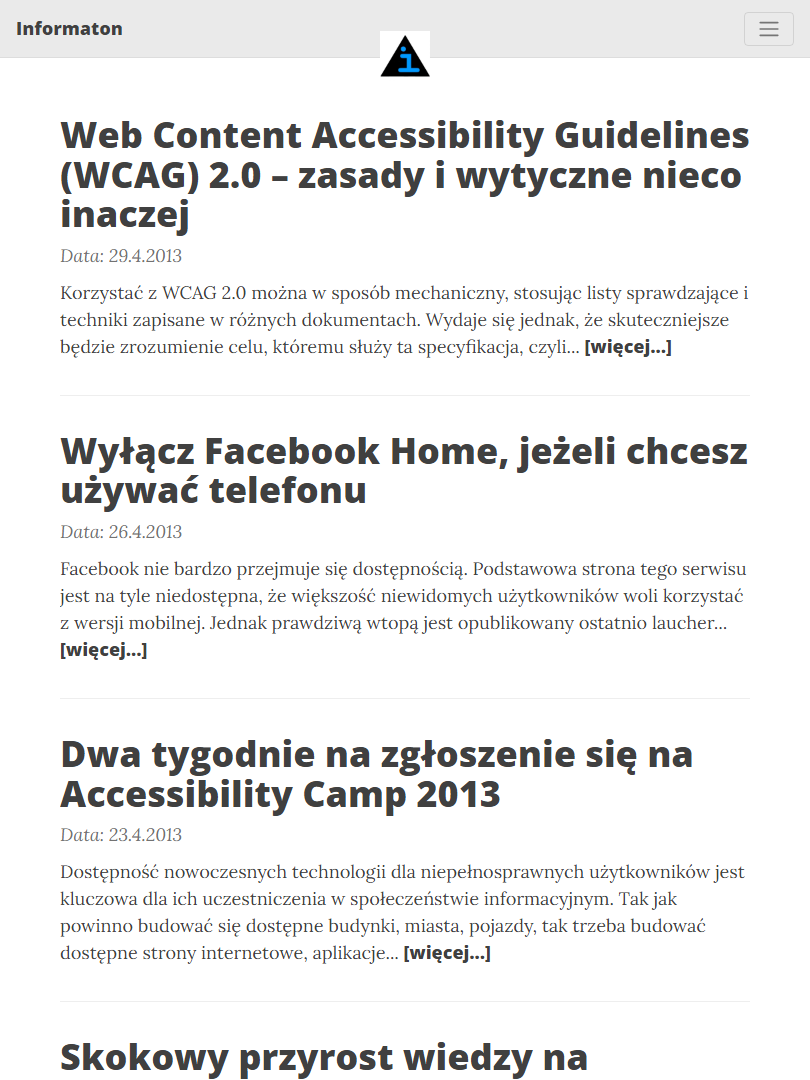 Informaton
i
Web Content Accessibility Guidelines
(WCAG) 2.0 – zasady i wytyczne nieco
inaczej
Data: 29.4.2013
Korzystać z WCAG 2.0 można w sposób mechaniczny, stosując listy sprawdzające i
techniki zapisane w różnych dokumentach. Wydaje się jednak, że skuteczniejsze
będzie zrozumienie celu, któremu służy ta specyfikacja, czyli... [więcej...]
Wyłącz Facebook Home, jeżeli chcesz
używać telefonu
Data: 26.4.2013
Facebook nie bardzo przejmuje się dostępnością. Podstawowa strona tego serwisu
jest na tyle niedostępna, że większość niewidomych użytkowników woli korzystać
z wersji mobilnej. Jednak prawdziwą wtopą jest opublikowany ostatnio laucher...
[więcej...]
Dwa tygodnie na zgłoszenie się na
Accessibility Camp 2013
Data: 23.4.2013
Dostępność nowoczesnych technologii dla niepełnosprawnych użytkowników jest
kluczowa dla ich uczestniczenia w społeczeństwie informacyjnym. Tak jak
powinno budować się dostępne budynki, miasta, pojazdy, tak trzeba budować
dostępne strony internetowe, aplikacje... [więcej...]
Skokowy przyrost wiedzy na